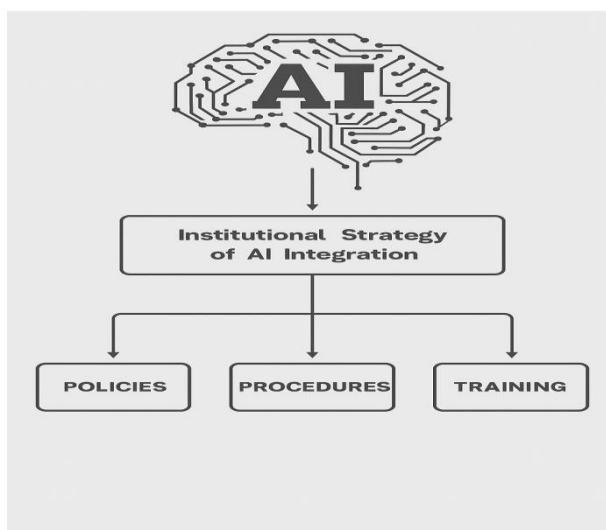 AI
Institutional Strategy
of AI Integration
POLICIES
PROCEDURES
TRAINING